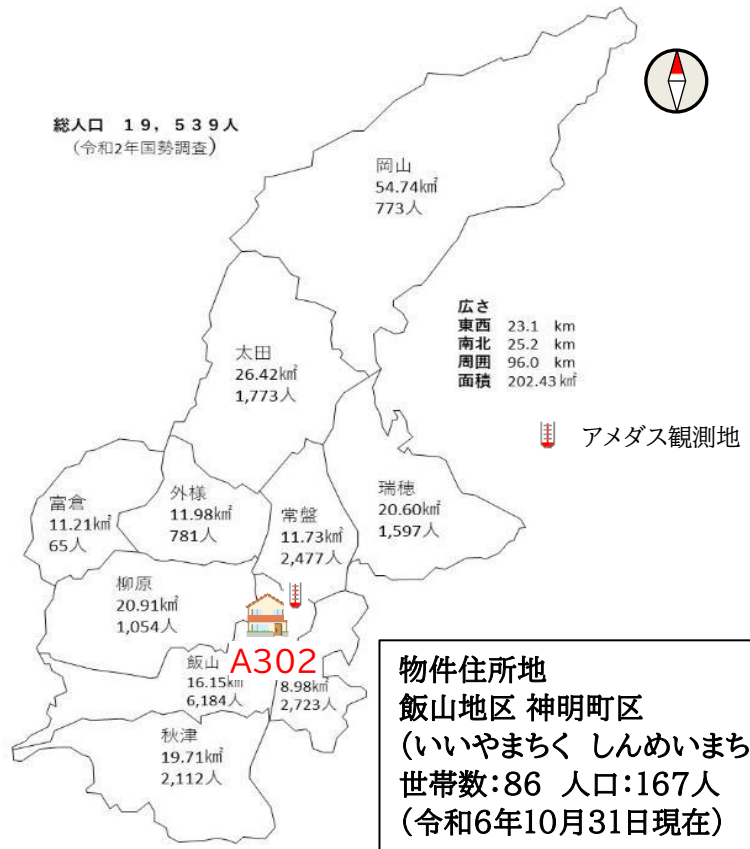 総人口 19,539人
(令和2年国勢調査)
岡山
54.74k㎡
773人
広さ
東西 23.1 km
南北 25.2 km
周囲 96.0 km
面積 202.43k㎡
太田
26.42k㎡
1,773人
アメダス観測地
瑞穂
20.60k㎡
1,597人
外様
11.98k㎡
781人
富倉
11.21k㎡
65人
常盤
11.73k㎡
2,477人
柳原
20.91k㎡
1,054人
A302
飯山
16.15k㎡
6,184人
8.98k㎡
2,723人
秋津
19.71k㎡
2,112人
物件住所地
飯山地区 神明町区
(いいやまちく しんめいまち
世帯数:86 人口:167人
(令和6年10月31日現在)